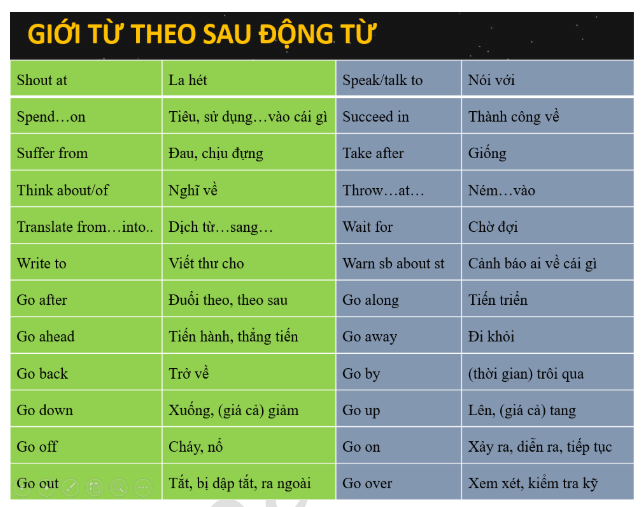 GIỚI TỪ THEO SAU ĐỘNG TỪ
Shout at La hét Speak/talk to Nói với
Spend…on Tiêu, sử dụng…vào cái gì Succeed in Thành công về
Suffer from Đau, chịu đựng Take after Giống
Think about/of Nghĩ về Throw…at… Ném…vào
Translate from…into.. Dịch từ…sang… Wait for Chờ đợi
Write to Viết thư cho Warn sb about st Cảnh báo ai về cái gì
Go after Đuổi theo, theo sau Go along Tiến triển
Go ahead Tiến hành, thẳng tiến Go away Đi khỏi
Go back Trở về Go by (thời gian) trôi qua
Go down Xuống, (giá cả) giảm Go up Lên, (giá cả) tang
Go off Cháy, nổ Go on Xảy ra, diễn ra, tiếp tục
Go out Tắt, bị dập tắt, ra ngoài Go over Xem xét, kiểm tra kỹ